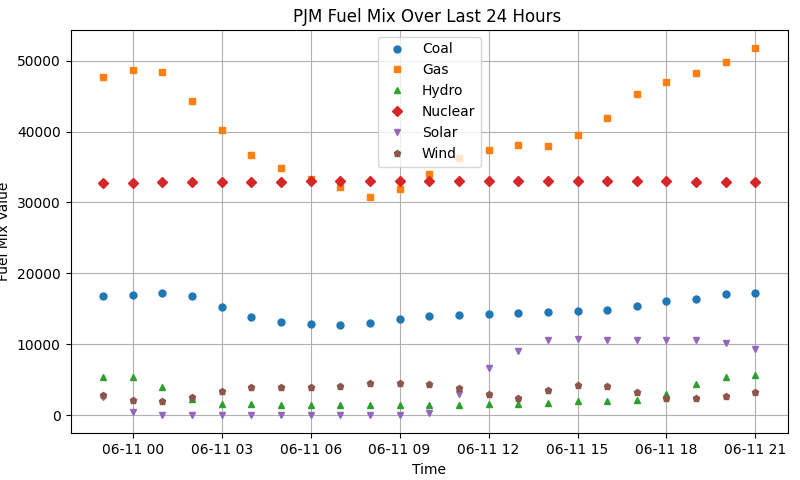 PJM Fuel Mix Over Last 24 Hours
Coal
Gas
Hydro
Nuclear
Solar
Wind
50000
40000
30000
20000
10000
0
Fuel Mix Value
06-11 00
06-11 03
06-11 06
06-11 09
06-11 12
06-11 15
06-11 18
06-11 21
Time